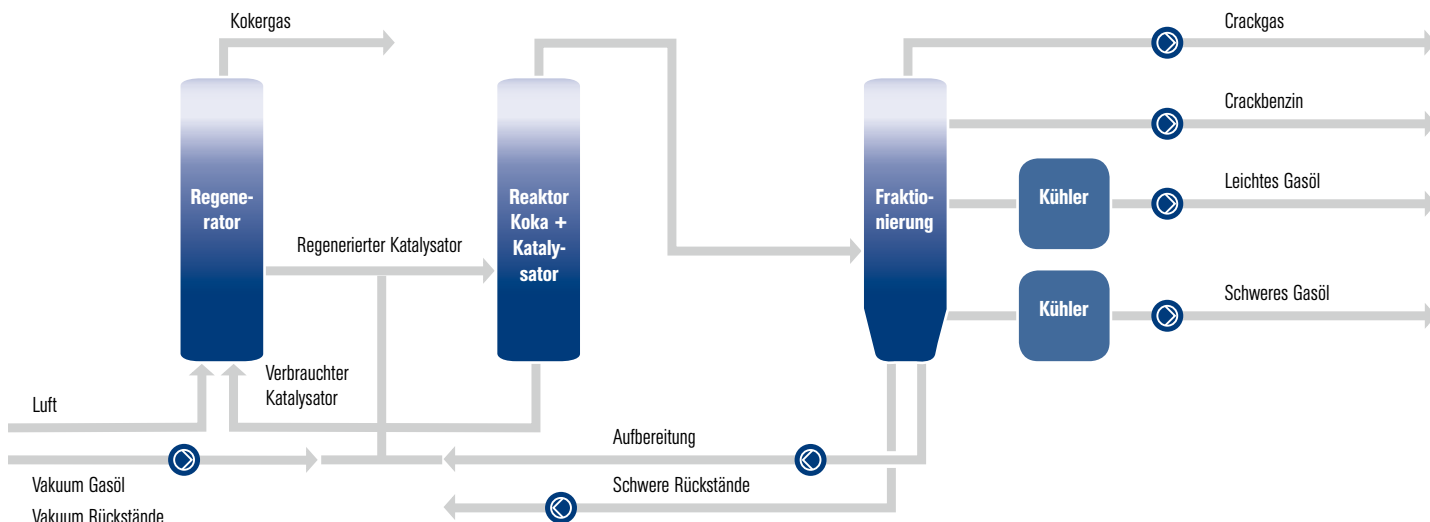 Kokergas
Crackgas
Crackbenzin
Regene-
rator
Reaktor
Koka +
Kataly-
sator
Fraktio-
nierung
Kühler
Leichtes Gasöl
Regenerierter Katalysator
Kühler
Schweres Gasöl
Verbrauchter
Katalysator
Luft
Aufbereitung
Vakuum Gasöl
Schwere Rückstände
Vakuum Rückstände